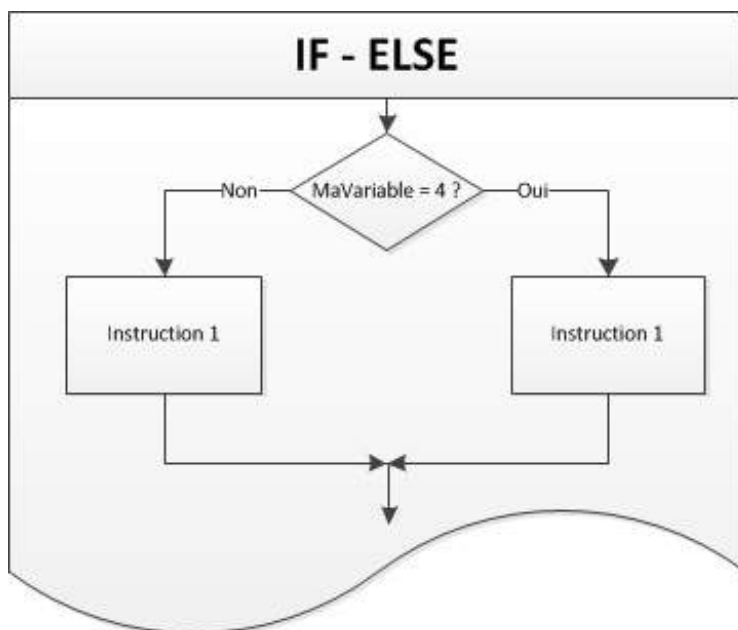 IF - ELSE
MaVariable = 4 ?
Non
Oui
Instruction 1
Instruction 1